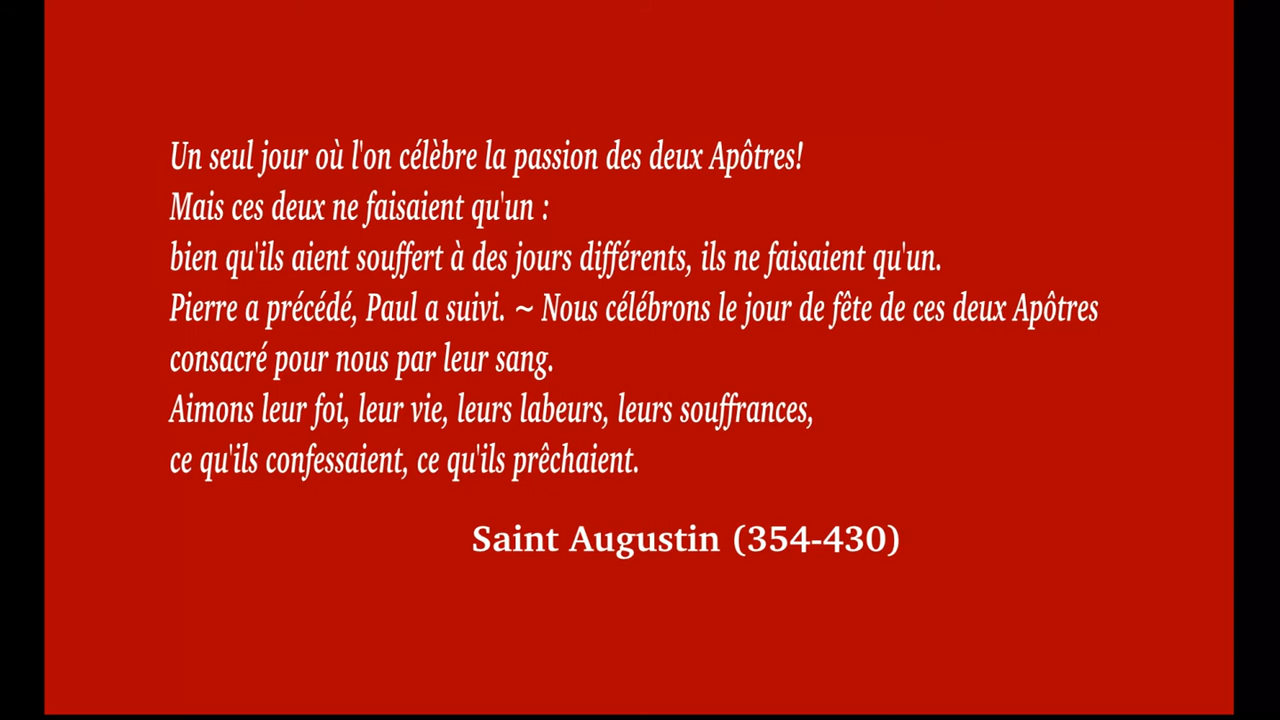 Un seul jour où l'on célèbre la passion des deux Apôtres!
Mais ces deux ne faisaient qu'un :
bien qu'ils aient souffert à des jours différents, ils ne faisaient qu'un.
Pierre a précédé, Paul a suivi. ~ Nous célébrons le jour de fête de ces deux Apôtres
consacré pour nous par leur sang.
Aimons leur foi, leur vie, leurs labeurs, leurs souffrances,
ce qu'ils confessaient, ce qu'ils prêchaient.
Saint Augustin (354-430)